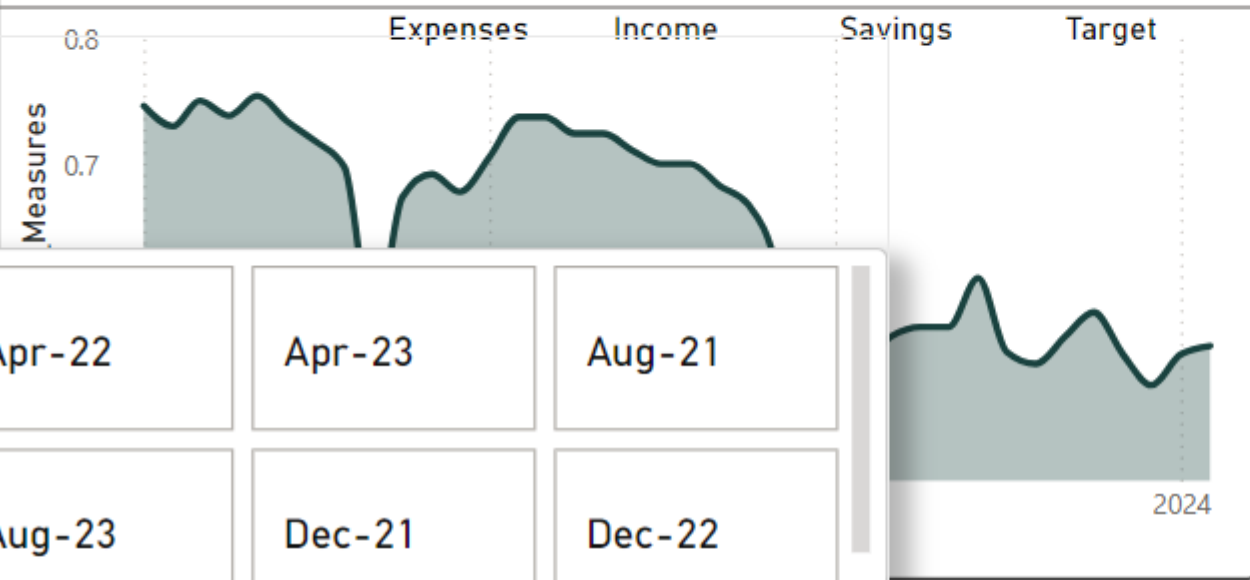 Expenses Income Savings Target
0.8
Measures
0.7
Apr-22 Apr-23 Aug-21
2024
Aug-23 Dec-21 Dec-22